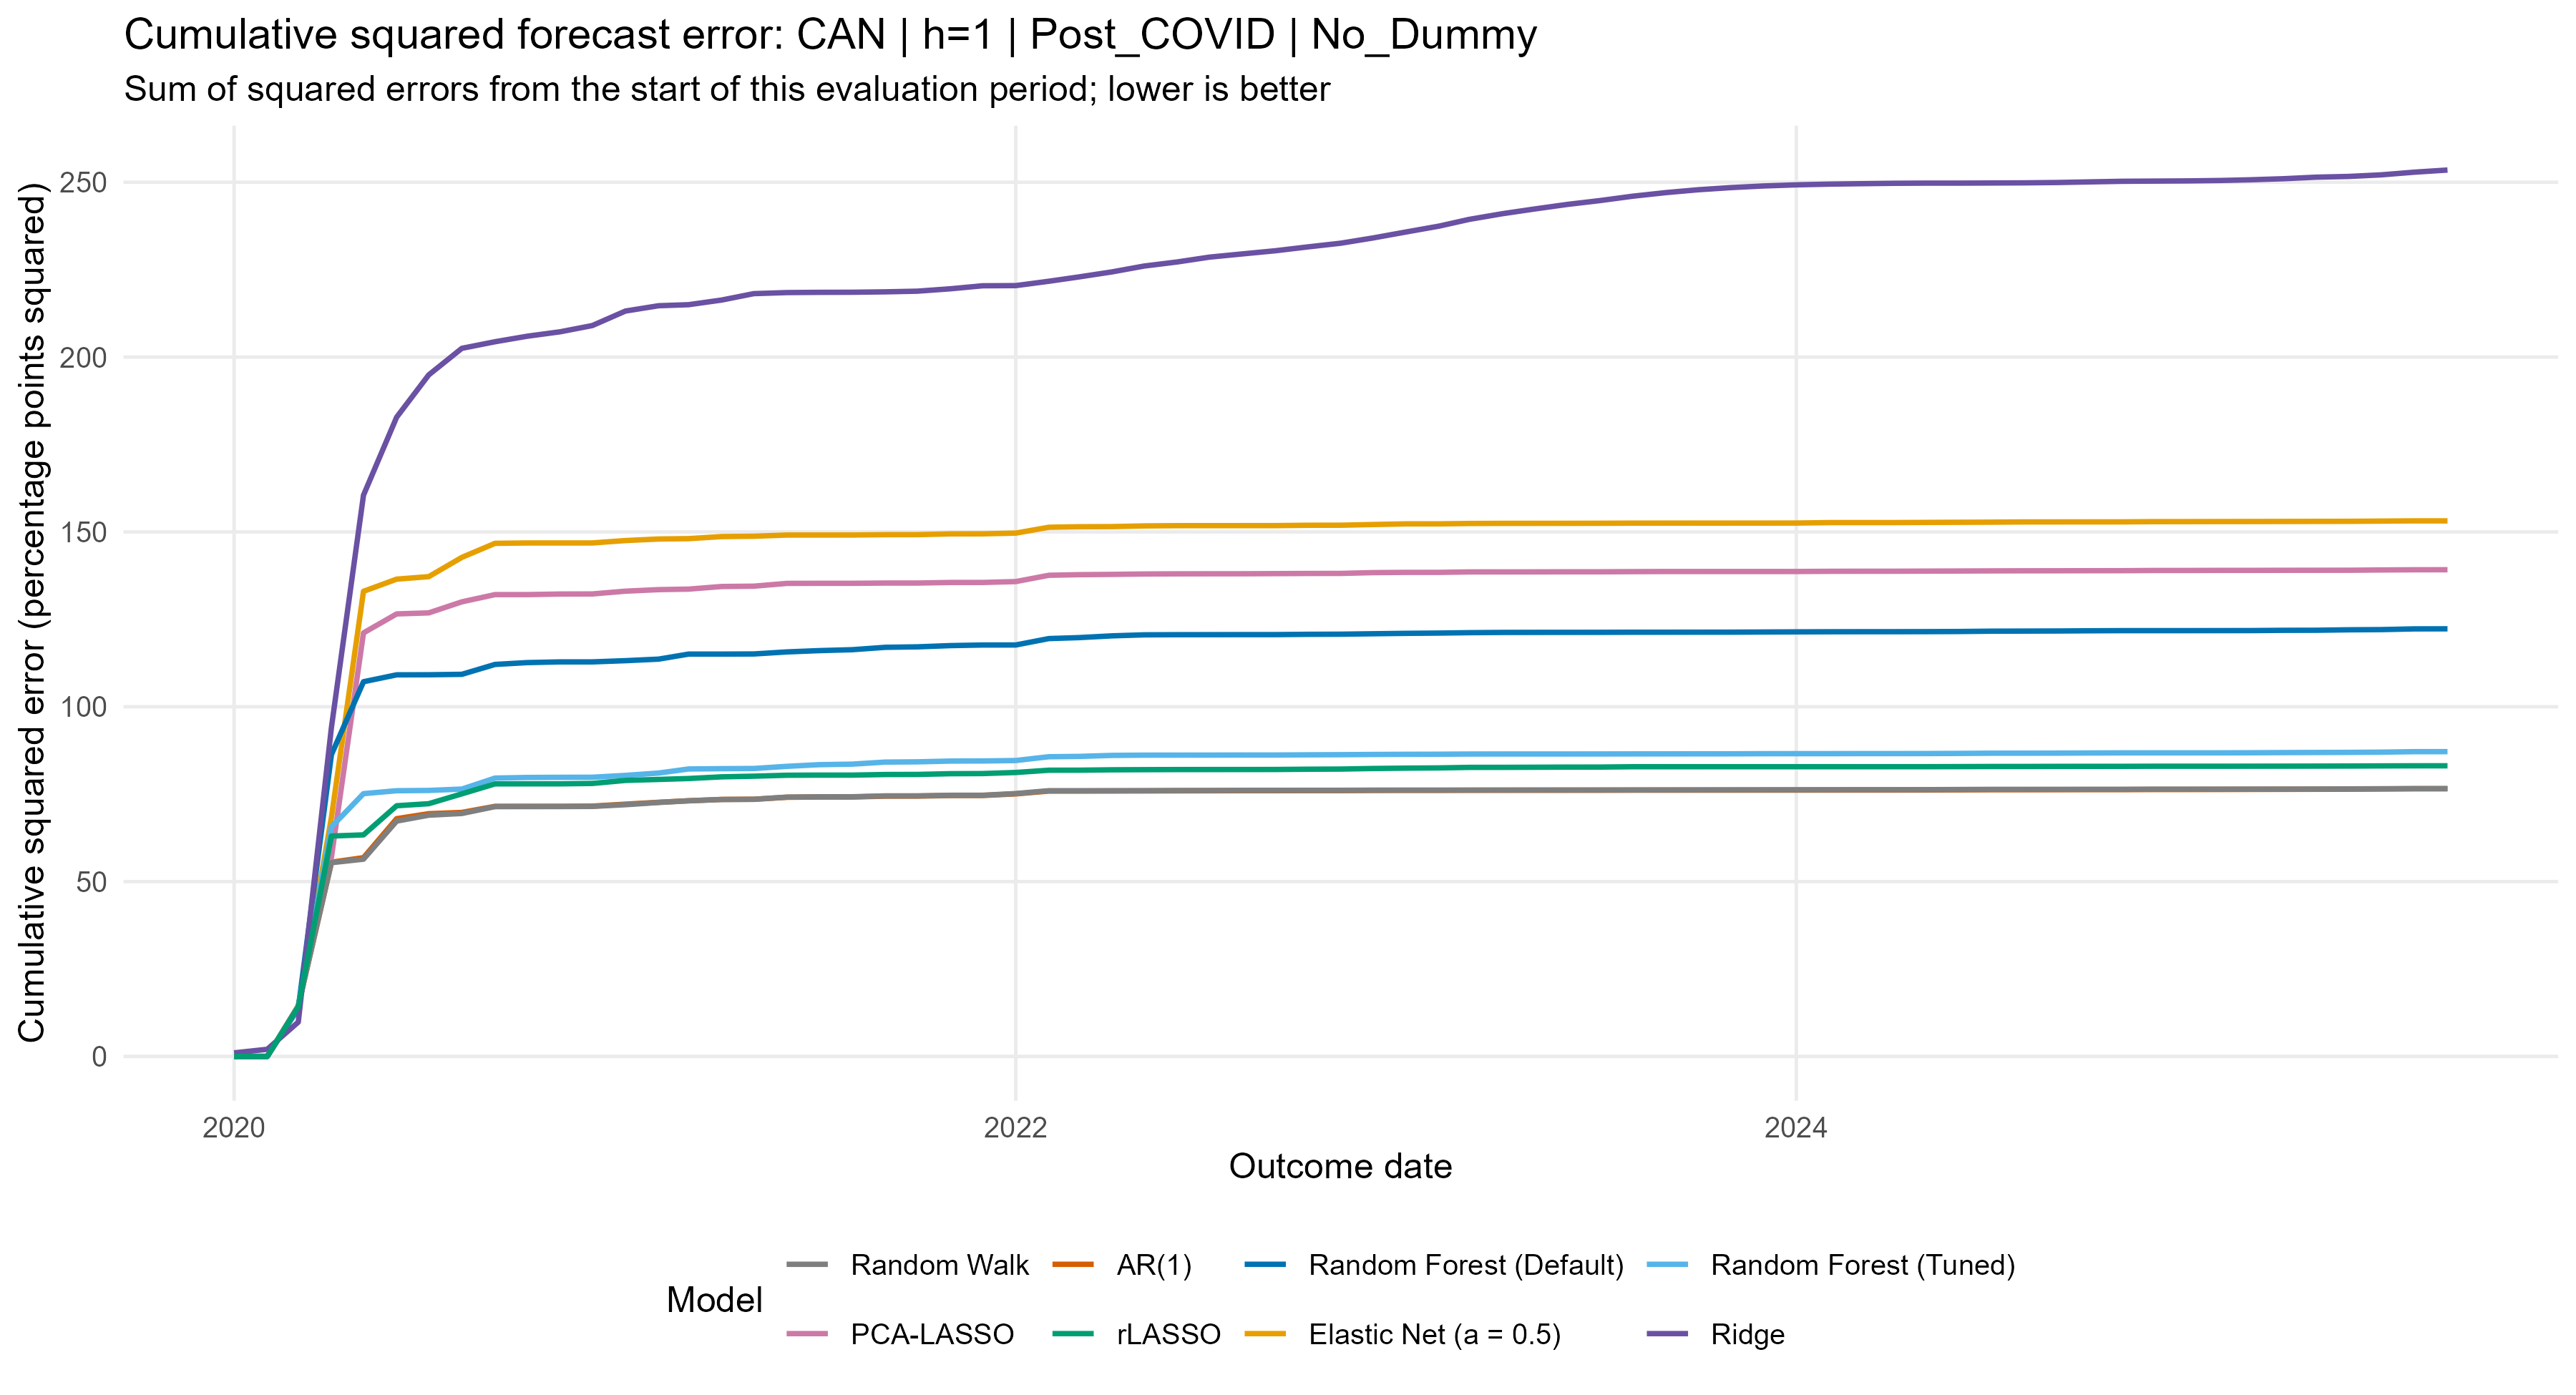 Cumulative squared forecast error: CAN | h=1 | Post_COVID | No_Dummy
Sum of squared errors from the start of this evaluation period; lower is better
Cumulative squared error (percentage points squared)
250
200
150
100
50
0
2020
2022
2024
Outcome date
Model
Random Walk
AR(1)
Random Forest (Default)
Random Forest (Tuned)
PCA-LASSO
rLASSO
Elastic Net (a = 0.5)
Ridge